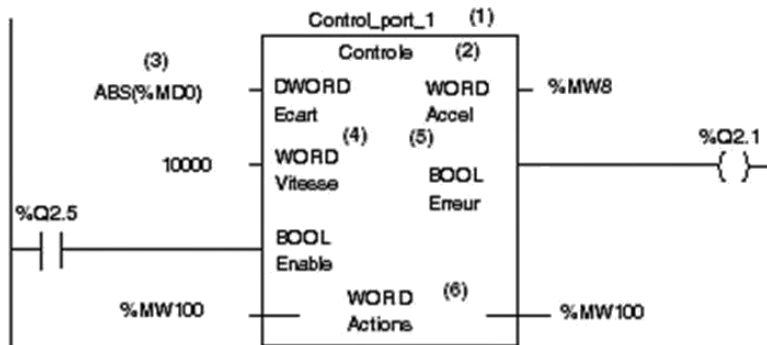 Control_port_1 (1)
Controle (2)
(3)
ABS(%MD0)
DWORD
Ecart
WORD
Accel
%MW8
(4)
(5)
10000
WORD
Vitesse
BOOL
Erreur
%Q2.1
%Q2.5
BOOL
Enable
%MW100
WORD (6)
Actions
%MW100